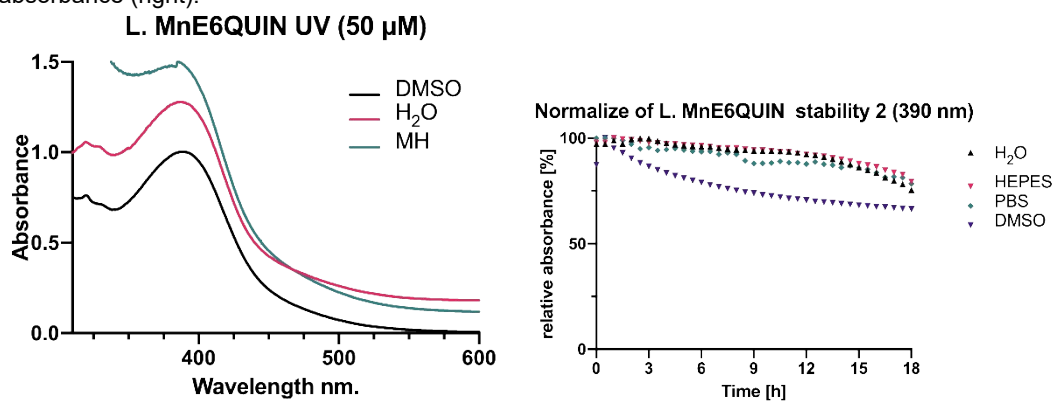 absorbance (right).
L. MnE6QUIN UV (50 µM)
1.5
1.0
0.5
0.0
Absorbance
400
500
600
Wavelength nm.
DMSO
H₂O
MH
Normalize of L. MnE6QUIN stability 2 (390 nm)
100
50
0
relative absorbance [%]
0
3
6
9
12
15
18
Time [h]
H₂O
HEPES
PBS
DMSO